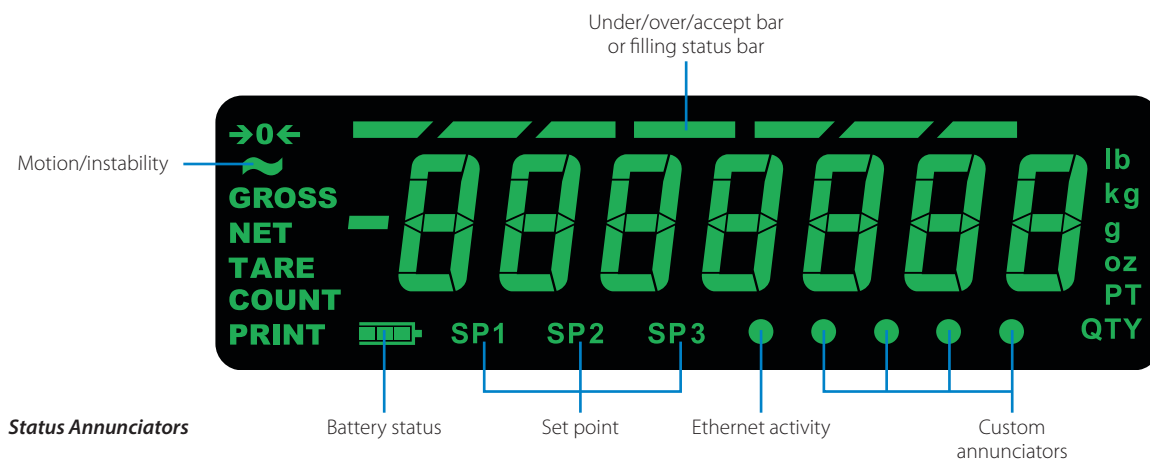 Under/over/accept bar
or filling status bar
→0←
Motion/instability
~
GROSS
NET
TARE
COUNT
PRINT
-8888888
lb
kg
g
oz
PT
QTY
SP1 SP2 SP3
Status Annunciators
Battery status
Set point
Ethernet activity
Custom
annunciators